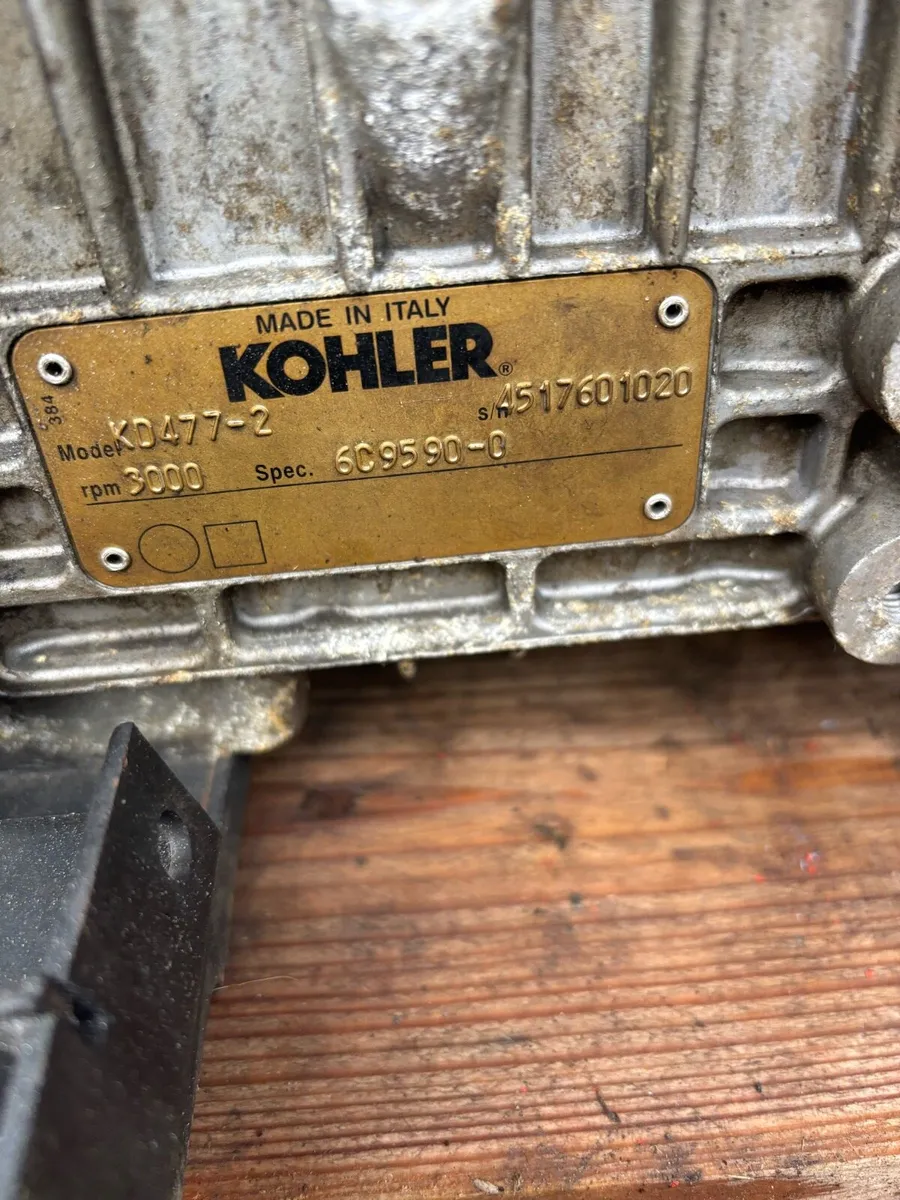 MADE IN ITALY
KOHLER®
384
Model KD477-2 s/n 4517601020
rpm 3000 Spec. 6C9590-0